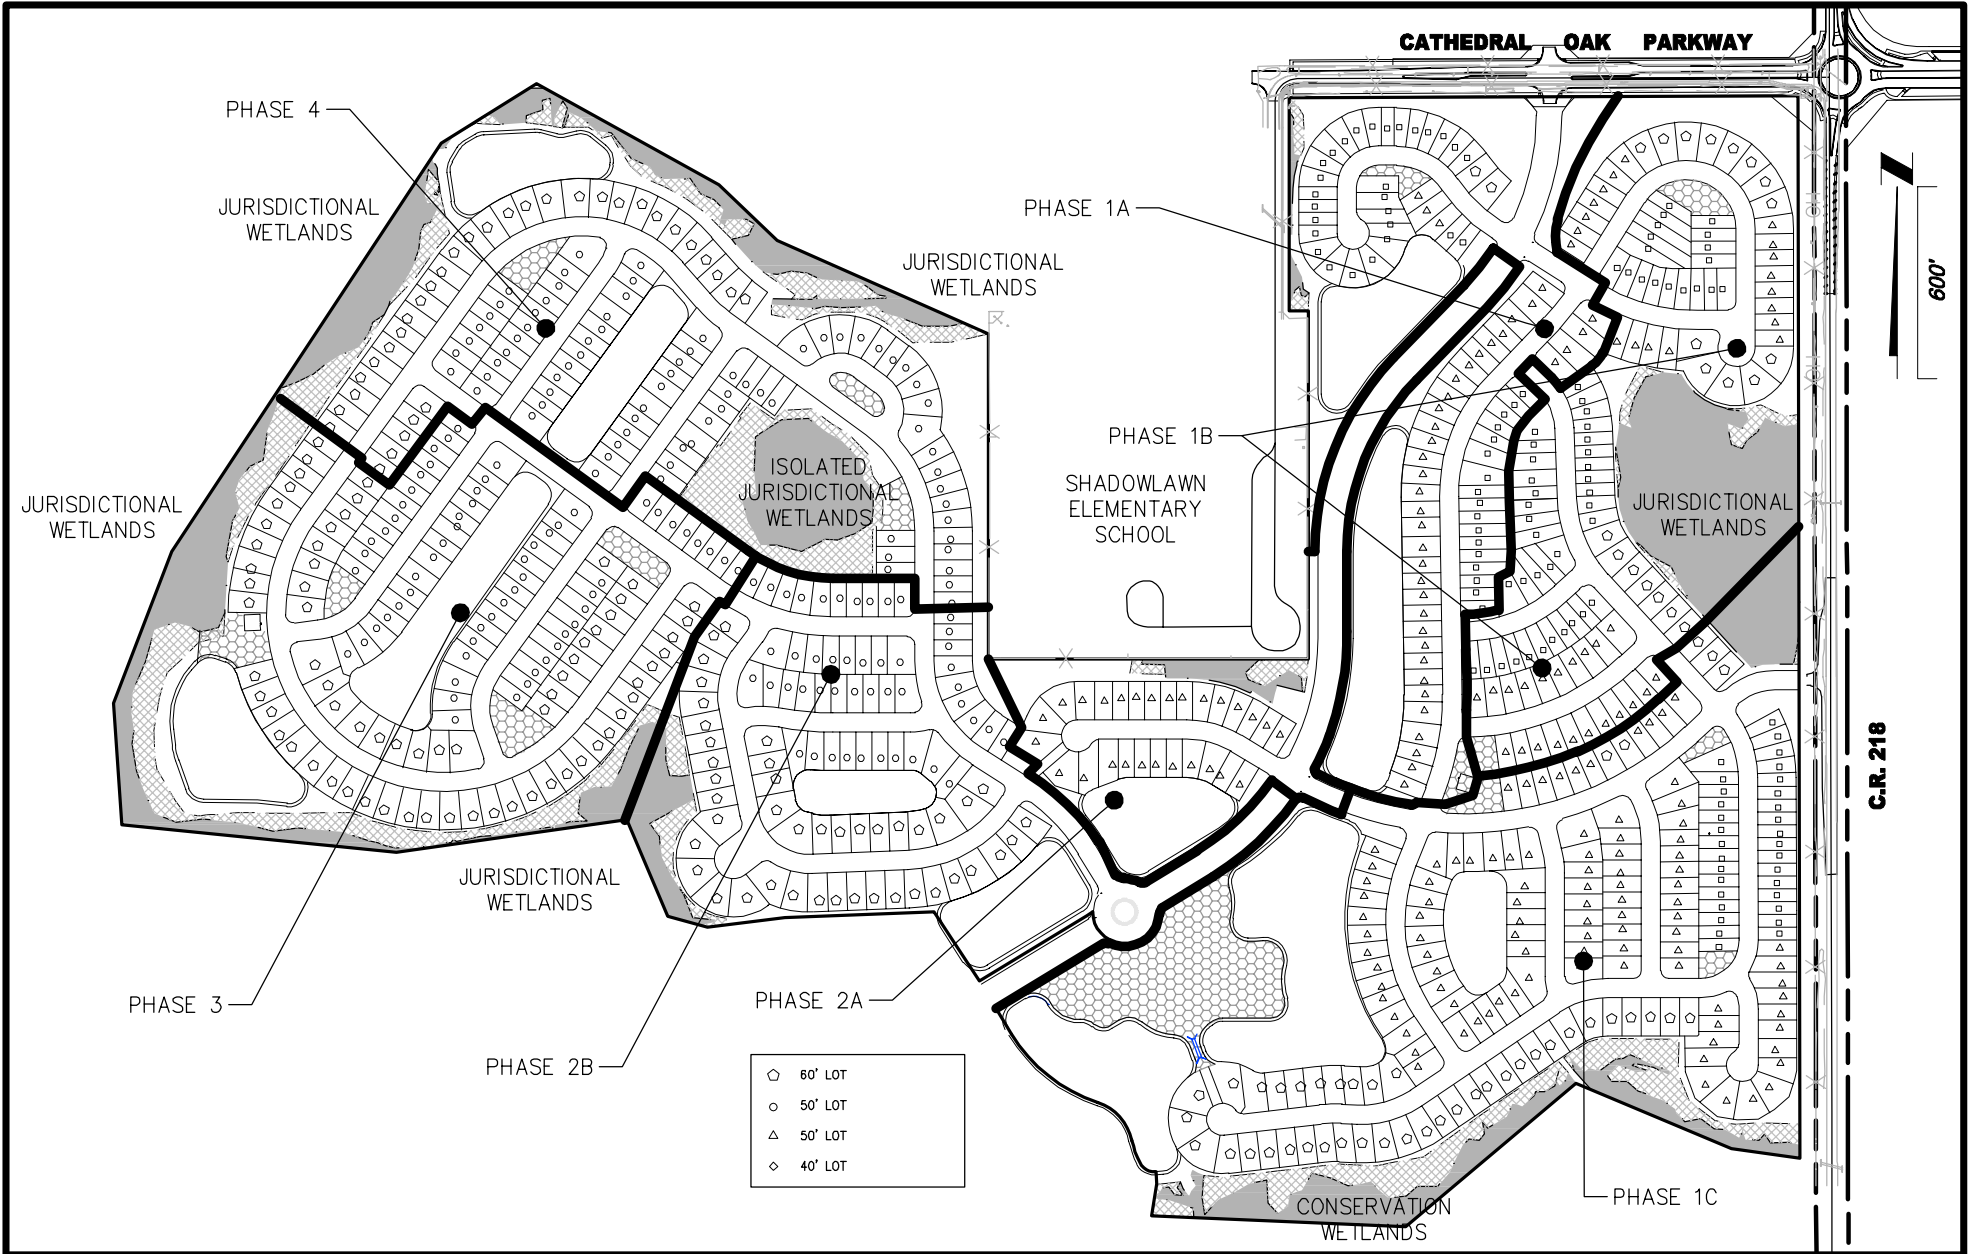 CATHEDRAL OAK PARKWAY
PHASE 4
JURISDICTIONAL
WETLANDS
PHASE 1A
JURISDICTIONAL
WETLANDS
600'
PHASE 1B
ISOLATED
JURISDICTIONAL
WETLANDS
SHADOWLAWN
ELEMENTARY
SCHOOL
JURISDICTIONAL
WETLANDS
JURISDICTIONAL
WETLANDS
C.R. 218
JURISDICTIONAL
WETLANDS
PHASE 3
PHASE 2A
PHASE 2B
60' LOT
50' LOT
50' LOT
40' LOT
PHASE 1C
CONSERVATION
WETLANDS